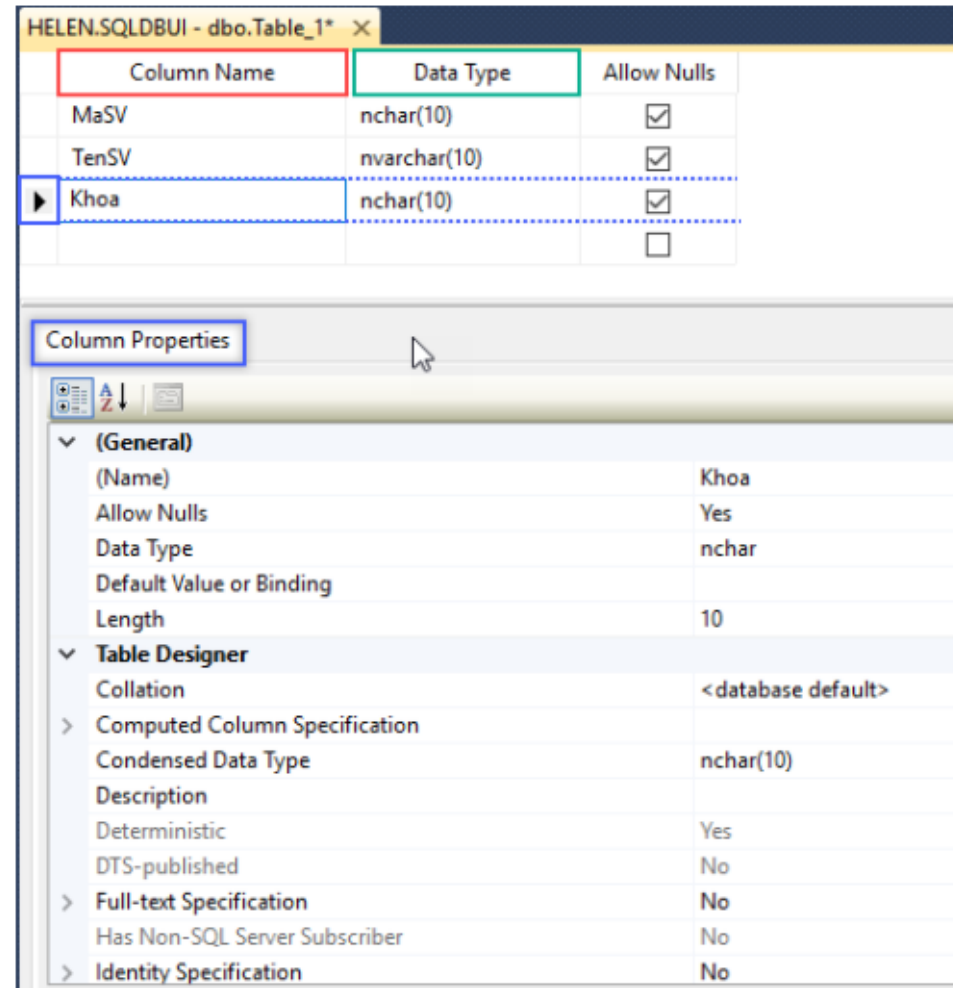 HELEN.SQLDBUI - dbo.Table_1*
Column Name Data Type Allow Nulls
MaSV nchar(10)
TenSV nvarchar(10)
Khoa nchar(10)
Column Properties
(General)
(Name) Khoa
Allow Nulls Yes
Data Type nchar
Default Value or Binding
Length 10
Table Designer
Collation <database default>
Computed Column Specification
Condensed Data Type nchar(10)
Description
Deterministic Yes
DTS-published No
Full-text Specification No
Has Non-SQL Server Subscriber No
Identity Specification No